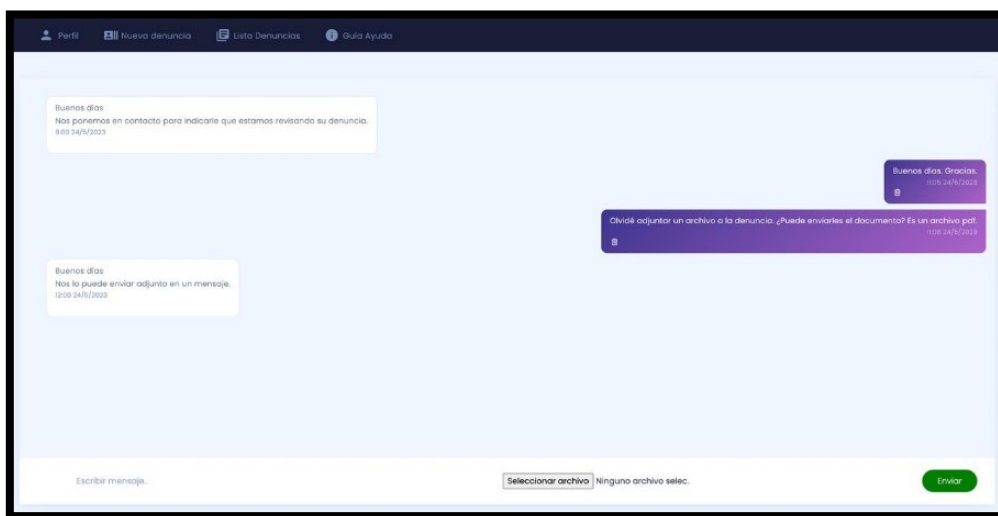 Perfil Nueva denuncia Lista Denuncias Guía Ayuda
Buenos días
Nos ponemos en contacto para indicarle que estamos revisando su denuncia.
9:00 24/5/2023
Buenos días. Gracias.
11:05 24/5/2023
Olvidé adjuntar un archivo a la denuncia. ¿Puede enviarles el documento? Es un archivo pdf.
11:06 24/5/2023
Buenos días
Nos lo puede enviar adjunto en un mensaje.
12:00 24/5/2023
Escribir mensaje. Seleccionar archivo Ninguno archivo selec. Enviar